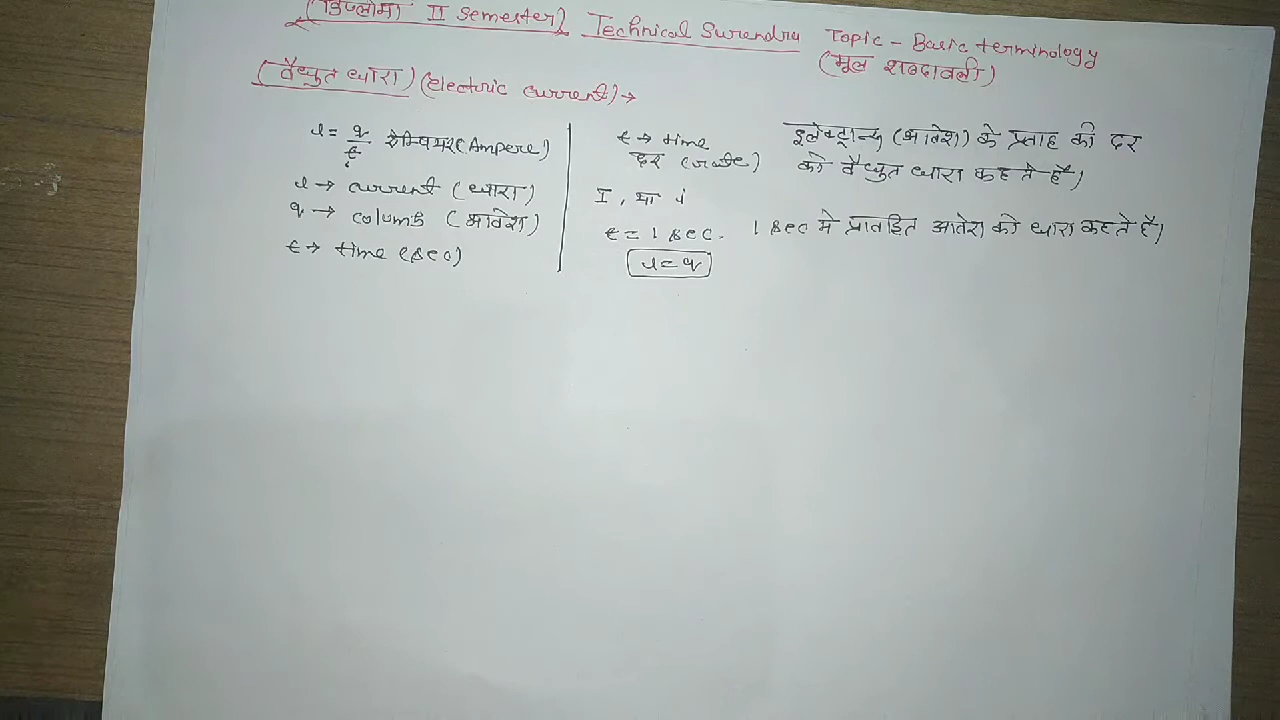 (डिप्लोमा II Semester) Technical Surendra Topic - Basic terminology
(मूल शब्दावली)
(वैध्युत धारा) (electric current) →
i = q/t ऐम्पियर (Ampere)
i → current (धारा)
q → columb (आवेश)
t → time (sec)
t → time
दर (rate)
I, या i
t = 1 sec.
i = q
इलेक्ट्रान्स (आवेश) के प्रवाह की दर
को वैध्युत धारा कहते हैं।
1 sec मे प्रवाहित आवेश को धारा कहते है।